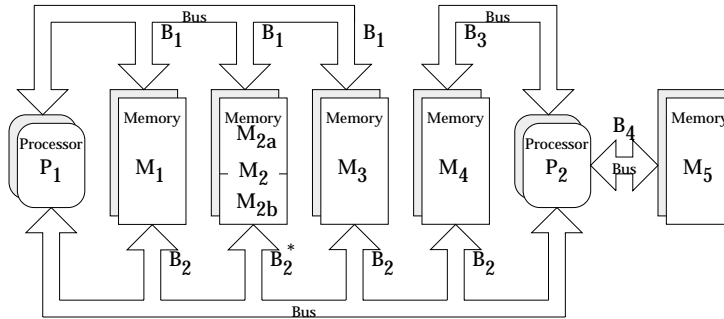 Bus
B1 B1 B1 B3 Bus
Memory Memory Memory Memory Memory
Processor M2a Processor B4
P1 M1 M2 M3 M4 P2 Bus M5
M2b
B2 B2* B2 B2
Bus